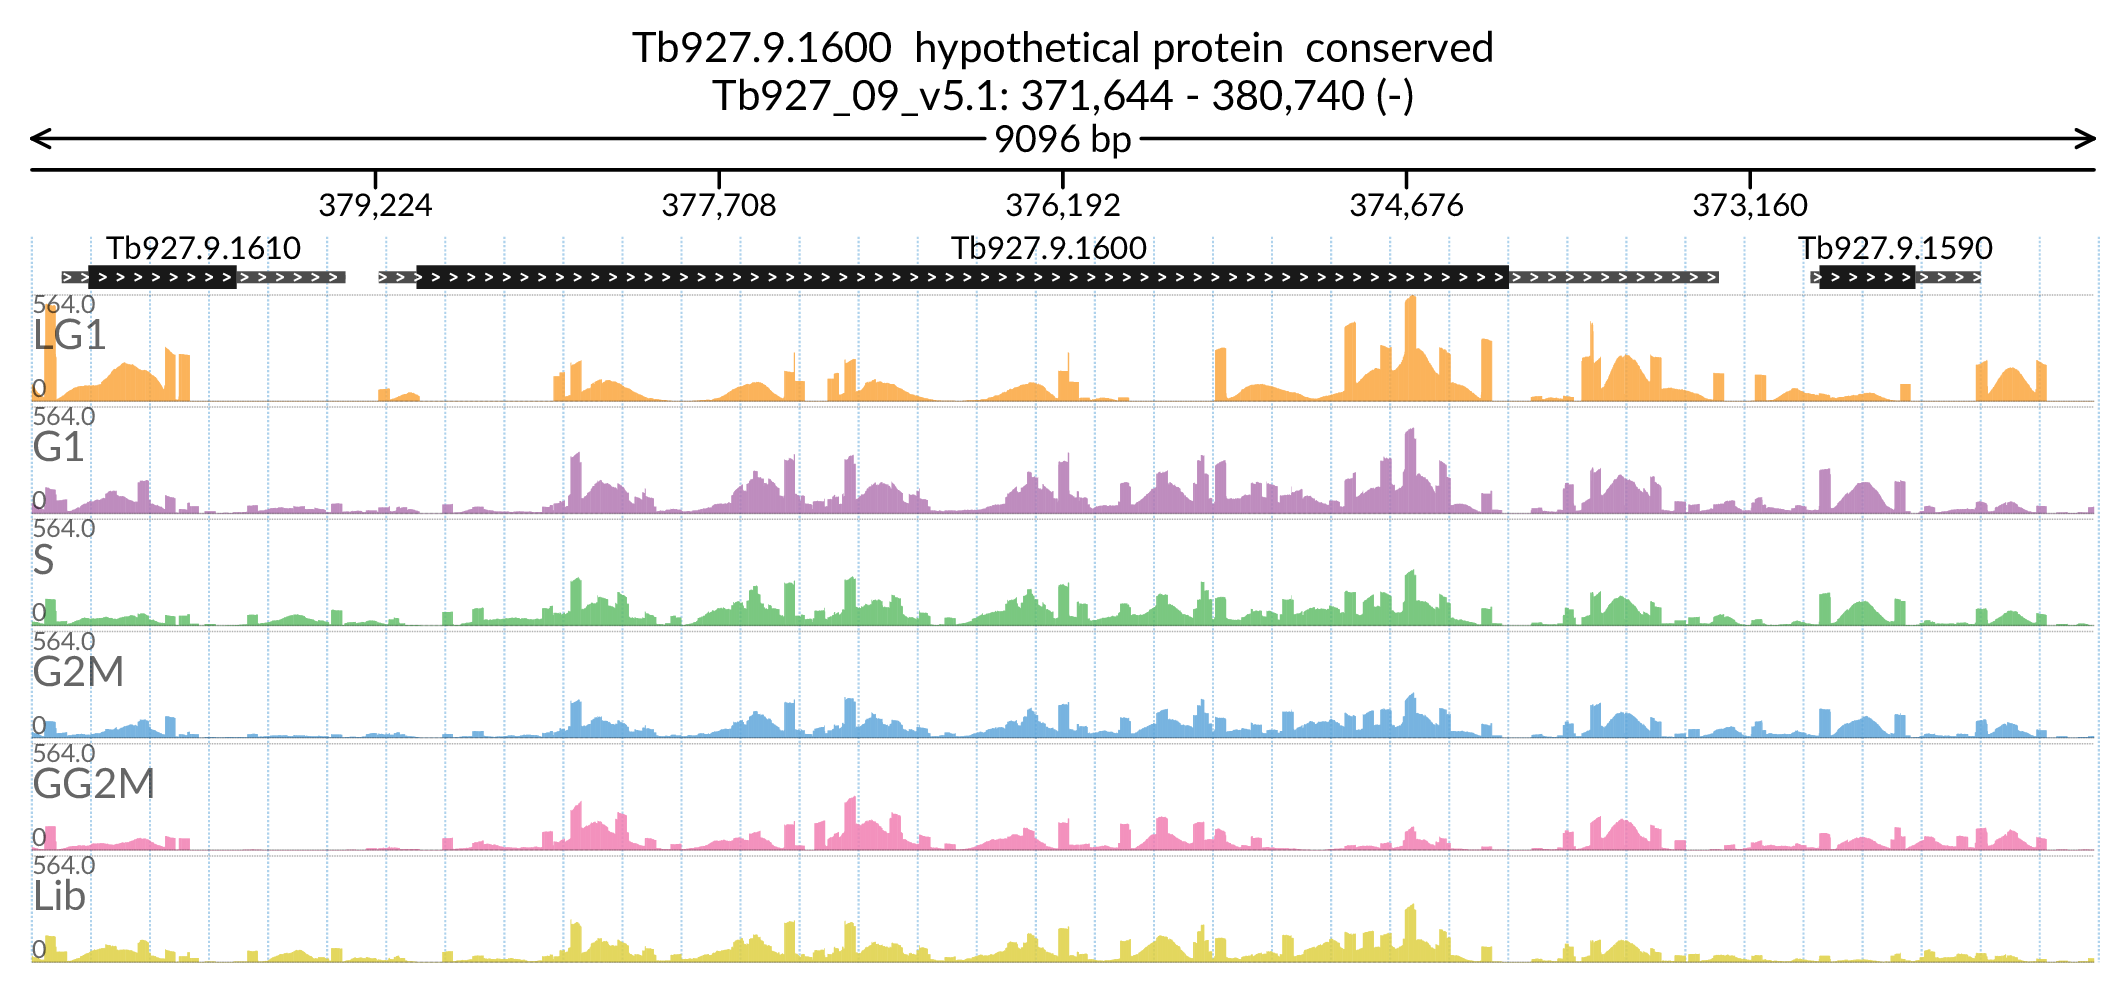 Tb927.9.1600 hypothetical protein conserved
Tb927_09_v5.1: 371,644 - 380,740 (-)
9096 bp
379,224 377,708 376,192 374,676 373,160
Tb927.9.1610 Tb927.9.1600 Tb927.9.1590
564.0
LG1
0
564.0
G1
0
564.0
S
0
564.0
G2M
0
564.0
GG2M
0
564.0
Lib
0